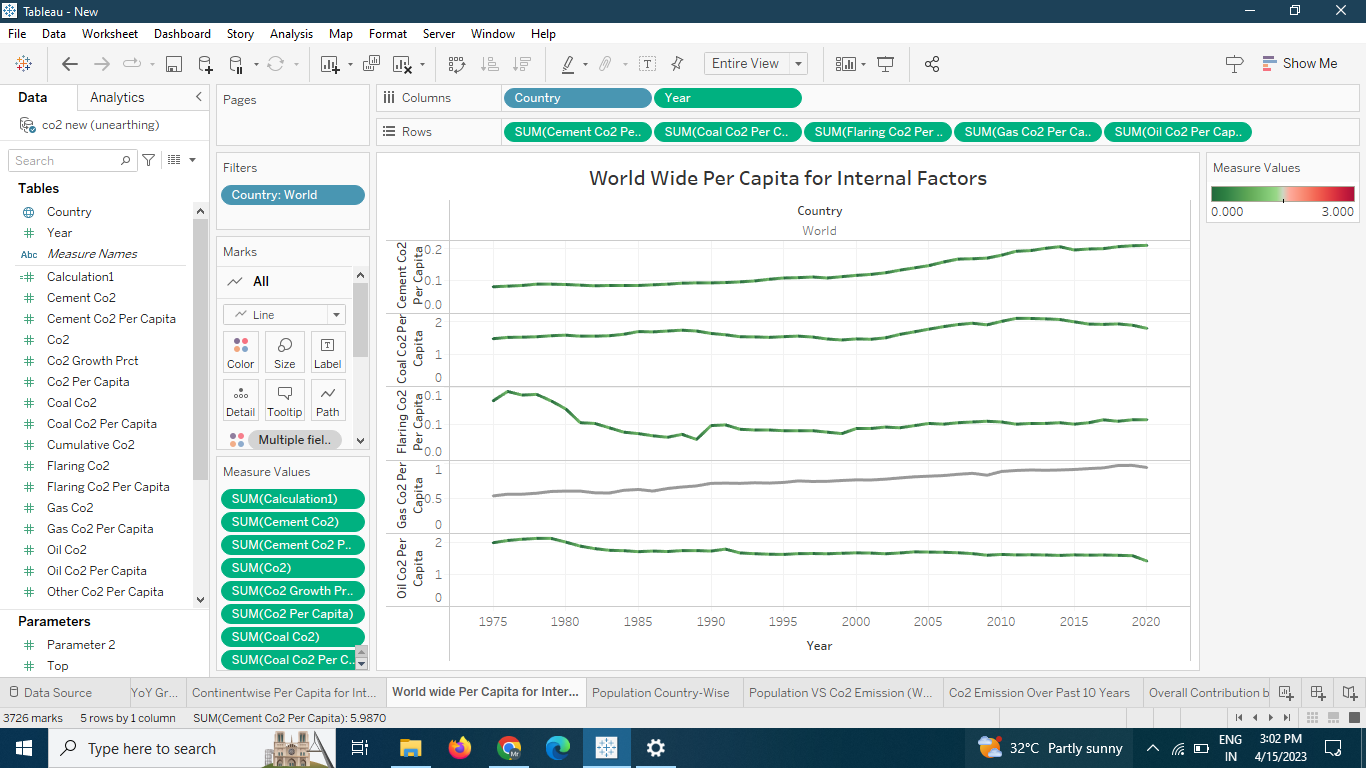 Tableau - New
File Data Worksheet Dashboard Story Analysis Map Format Server Window Help
Entire View
Show Me
Data Analytics
co2 new (unearthing)
Search
Tables
Country
Year
Abc Measure Names
Calculation1
Cement Co2
Cement Co2 Per Capita
Co2
Co2 Growth Prct
Co2 Per Capita
Coal Co2
Coal Co2 Per Capita
Cumulative Co2
Flaring Co2
Flaring Co2 Per Capita
Gas Co2
Gas Co2 Per Capita
Oil Co2
Oil Co2 Per Capita
Other Co2 Per Capita
Parameters
Parameter 2
Top
Pages
Filters
Country: World
Marks
All
Line
Color Size Label
Detail Tooltip Path
Multiple fiel..
Measure Values
SUM(Calculation1)
SUM(Cement Co2)
SUM(Cement Co2 P..
SUM(Co2)
SUM(Co2 Growth Pr..
SUM(Co2 Per Capita)
SUM(Coal Co2)
SUM(Coal Co2 Per C..
Columns Country Year
Rows SUM(Cement Co2 Pe.. SUM(Coal Co2 Per C.. SUM(Flaring Co2 Per .. SUM(Gas Co2 Per Ca.. SUM(Oil Co2 Per Cap..
World Wide Per Capita for Internal Factors
Country
World
Cement Co2
Per Capita
0.2
0.1
0.0
Coal Co2 Per
Capita
2
1
0
Flaring Co2
Per Capita
0.1
0.1
0.0
Gas Co2 Per
Capita
1
0.5
0
Oil Co2 Per
Capita
2
1
0
1975 1980 1985 1990 1995 2000 2005 2010 2015 2020
Year
Measure Values
0.000 3.000
Data Source YoY Gr... Continentwise Per Capita for Int... World wide Per Capita for Inter... Population Country-Wise Population VS Co2 Emission (W... Co2 Emission Over Past 10 Years Overall Contribution b
3726 marks 5 rows by 1 column SUM(Cement Co2 Per Capita): 5.9870
Type here to search
32°C Partly sunny
ENG
IN
3:02 PM
4/15/2023